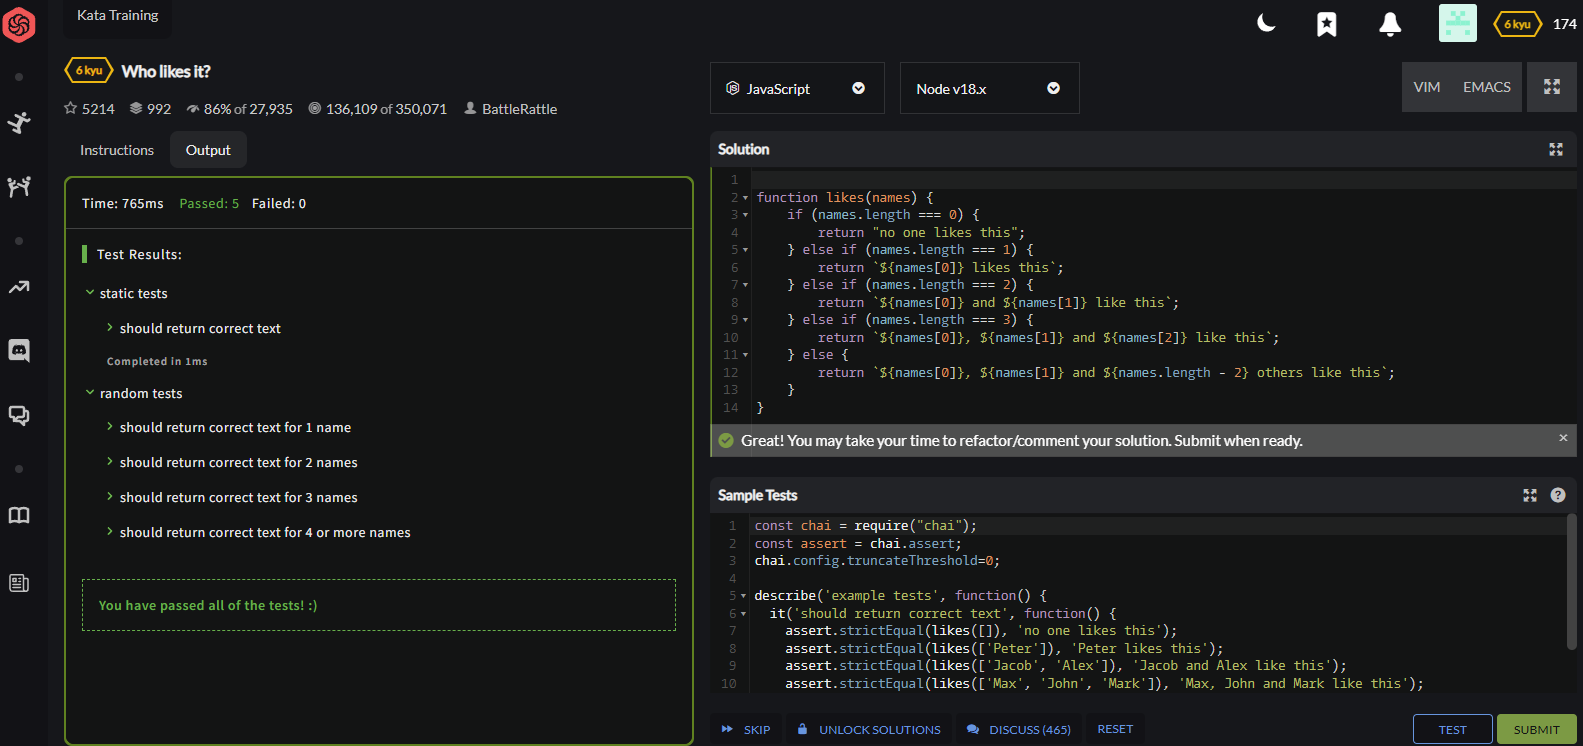 Kata Training
6 kyu 174
6 kyu Who likes it?
5214 992 86% of 27,935 136,109 of 350,071 BattleRattle
Instructions Output
Time: 765ms Passed: 5 Failed: 0
Test Results:
static tests
should return correct text
Completed in 1ms
random tests
should return correct text for 1 name
should return correct text for 2 names
should return correct text for 3 names
should return correct text for 4 or more names
You have passed all of the tests! :)
JavaScript Node v18.x VIM EMACS
Solution
1
2 function likes(names) {
3 if (names.length === 0) {
4 return "no one likes this";
5 } else if (names.length === 1) {
6 return `${names[0]} likes this`;
7 } else if (names.length === 2) {
8 return `${names[0]} and ${names[1]} like this`;
9 } else if (names.length === 3) {
10 return `${names[0]}, ${names[1]} and ${names[2]} like this`;
11 } else {
12 return `${names[0]}, ${names[1]} and ${names.length - 2} others like this`;
13 }
14 }
Great! You may take your time to refactor/comment your solution. Submit when ready.
Sample Tests
1 const chai = require("chai");
2 const assert = chai.assert;
3 chai.config.truncateThreshold=0;
4
5 describe('example tests', function() {
6 it('should return correct text', function() {
7 assert.strictEqual(likes([]), 'no one likes this');
8 assert.strictEqual(likes(['Peter']), 'Peter likes this');
9 assert.strictEqual(likes(['Jacob', 'Alex']), 'Jacob and Alex like this');
10 assert.strictEqual(likes(['Max', 'John', 'Mark']), 'Max, John and Mark like this');
SKIP UNLOCK SOLUTIONS DISCUSS (465) RESET TEST SUBMIT